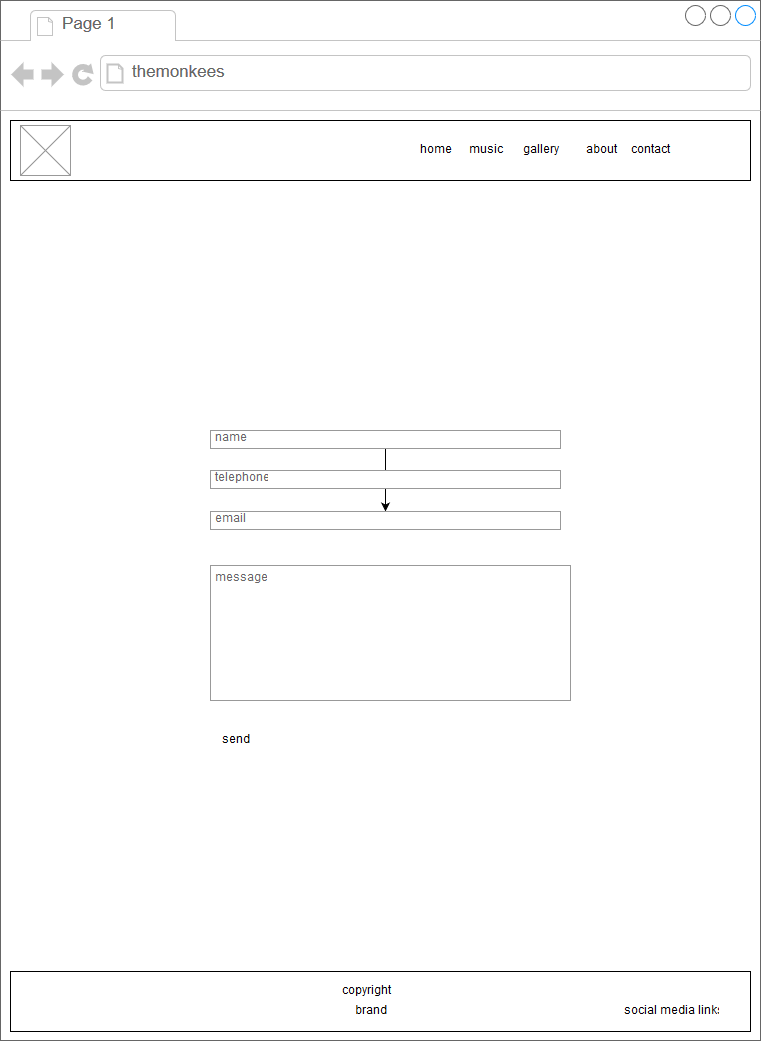 Page 1
themonkees
home music gallery about contact
name
telephone
email
message
send
copyright
brand
social media links